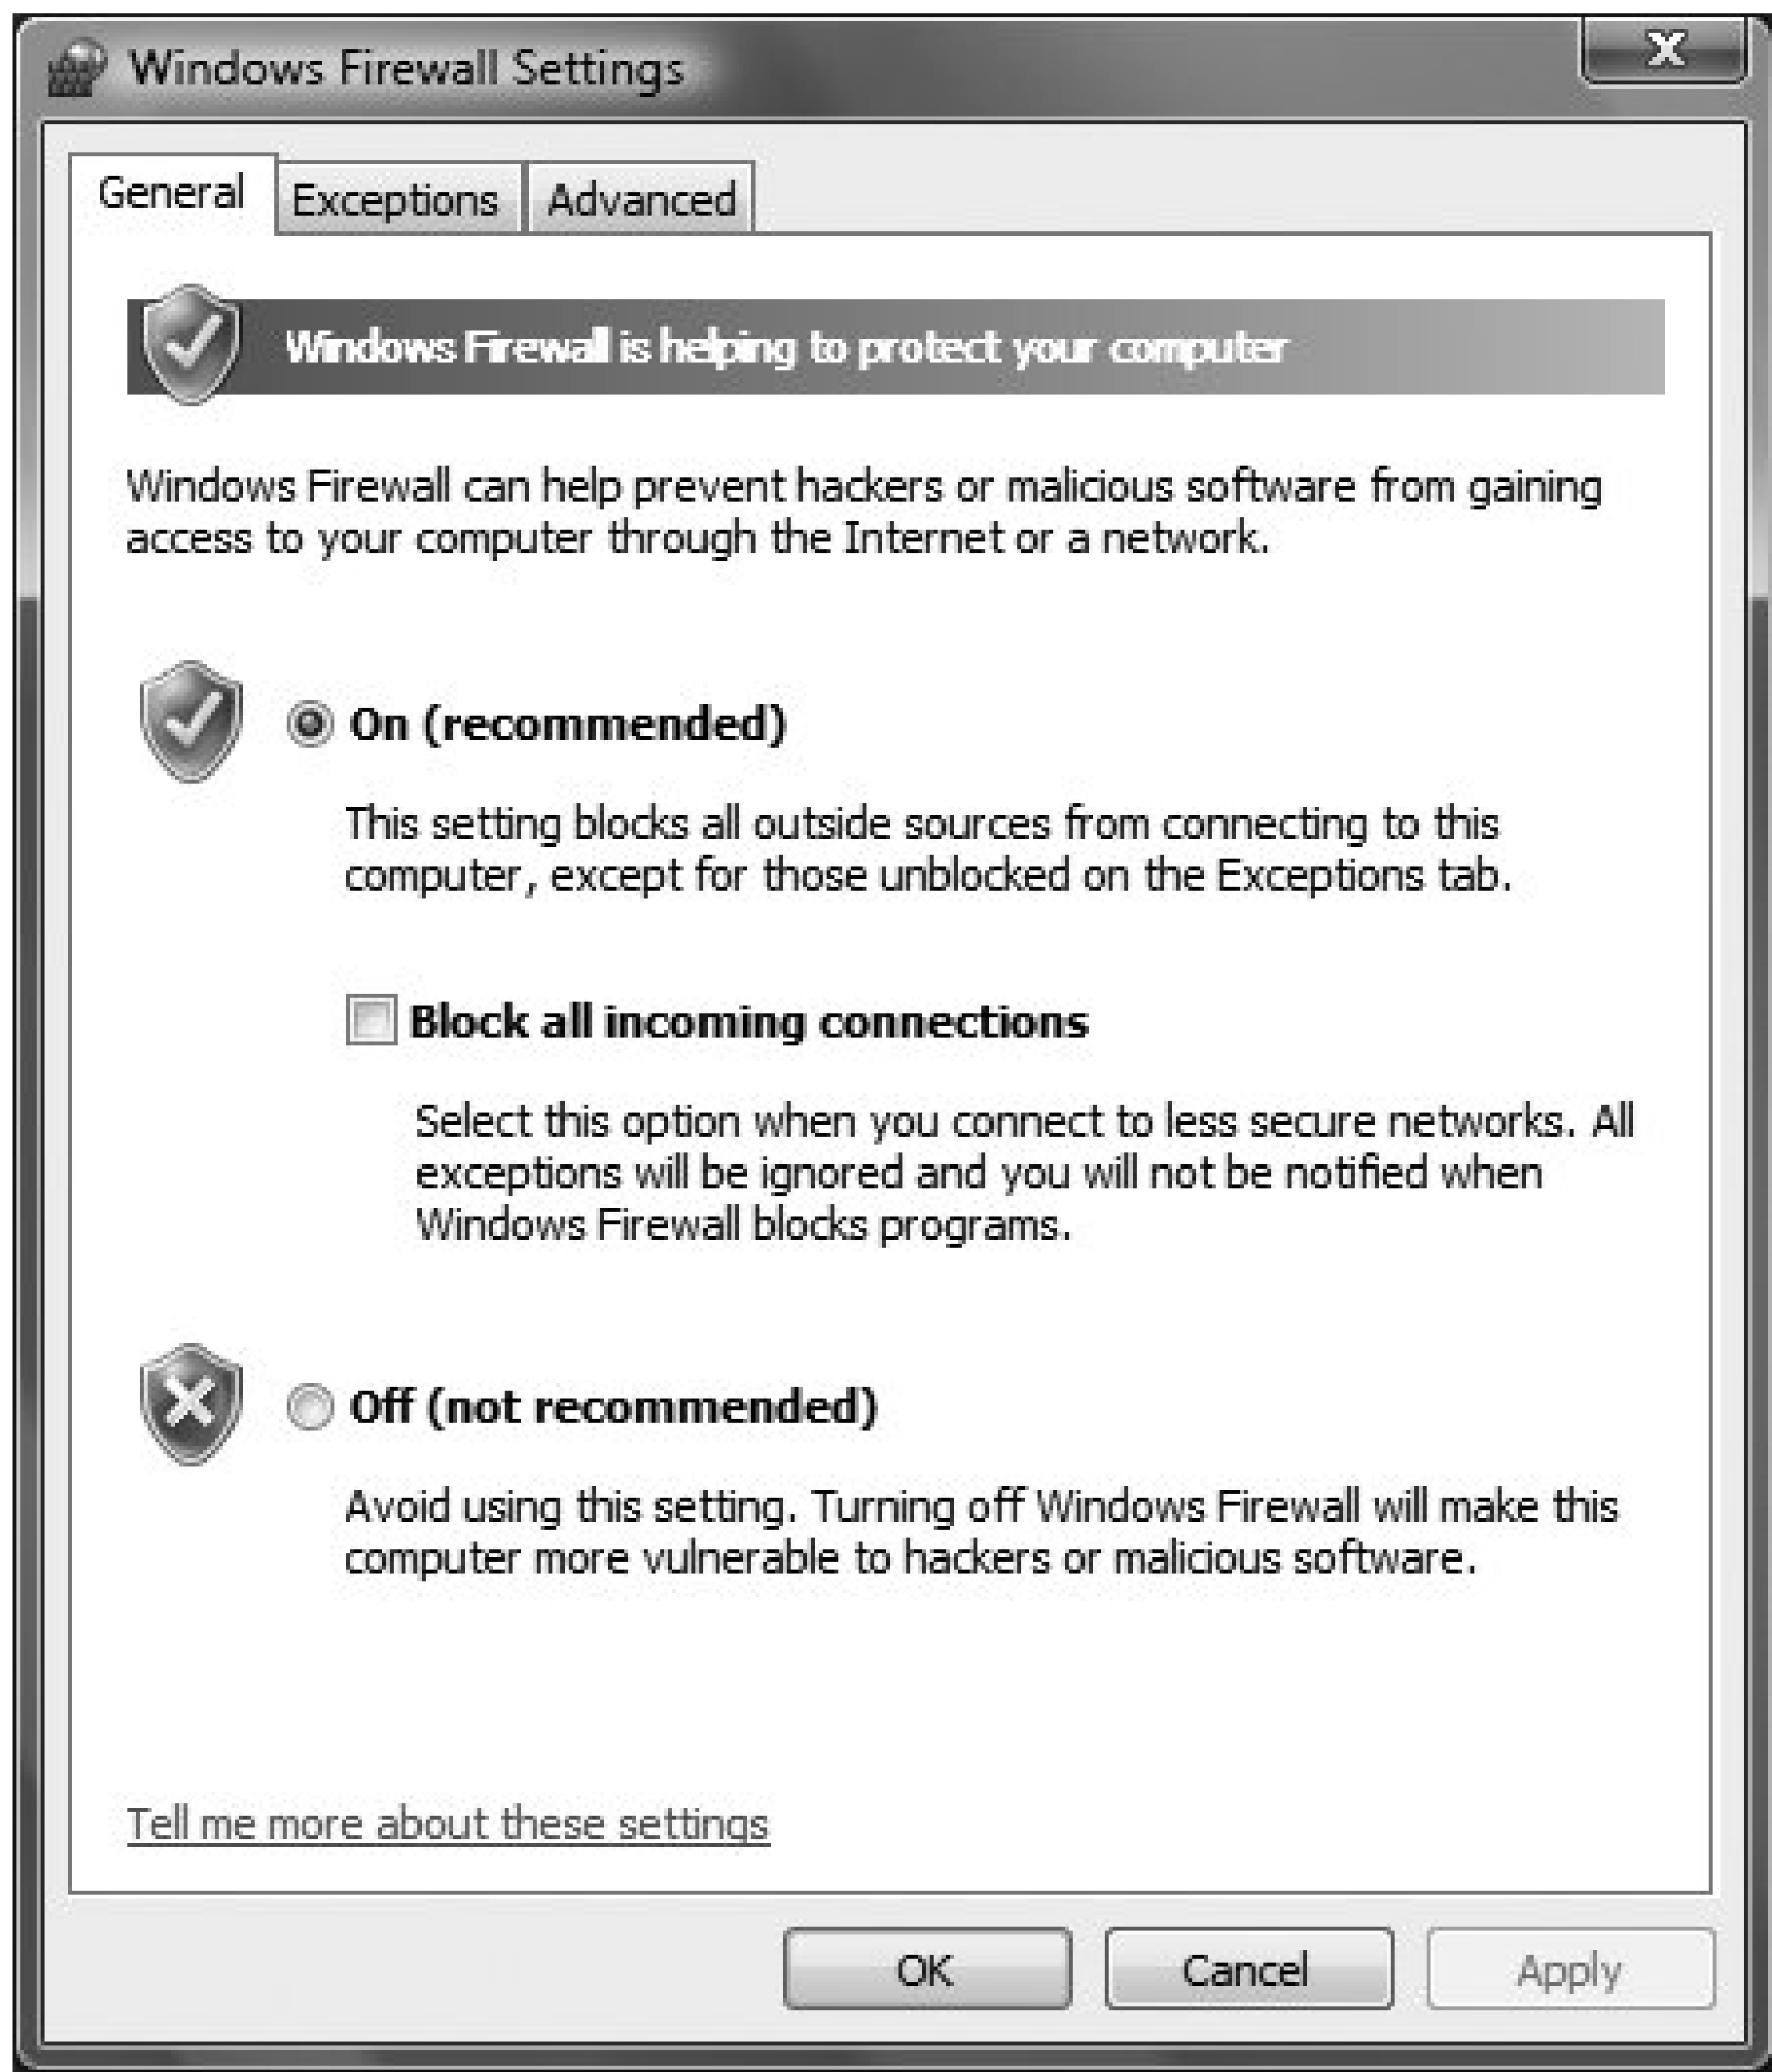 Windows Firewall Settings
General Exceptions Advanced
Windows Firewall is helping to protect your computer
Windows Firewall can help prevent hackers or malicious software from gaining
access to your computer through the Internet or a network.
On (recommended)
This setting blocks all outside sources from connecting to this
computer, except for those unblocked on the Exceptions tab.
Block all incoming connections
Select this option when you connect to less secure networks. All
exceptions will be ignored and you will not be notified when
Windows Firewall blocks programs.
Off (not recommended)
Avoid using this setting. Turning off Windows Firewall will make this
computer more vulnerable to hackers or malicious software.
Tell me more about these settings
OK Cancel Apply